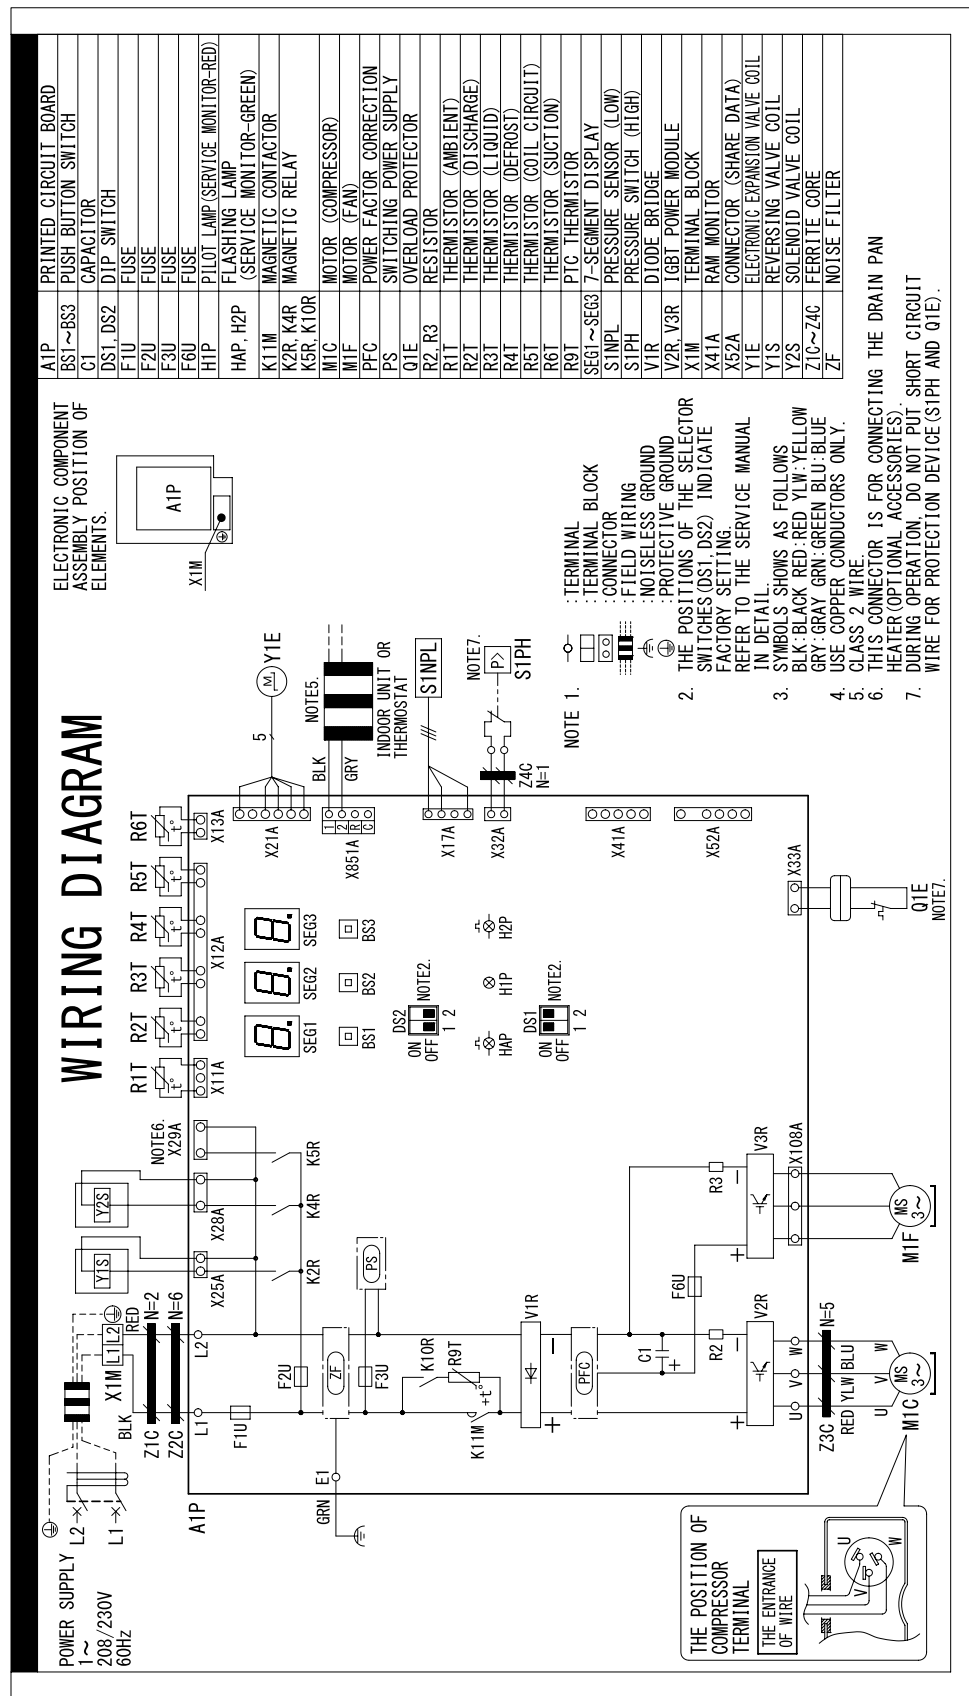 WIRING DIAGRAM
POWER SUPPLY
1~
208/230V
60Hz
L2
L1
X1M
L1 L2
BLK
RED
Z1C
N=2
Z2C
N=6
Y1S
Y2S
NOTE6.
X29A
X25A
X28A
R1T
R2T
R3T
R4T
R5T
R6T
t°
t°
t°
t°
t°
t°
X11A
X12A
X13A
A1P
L1
L2
F1U
F2U
K2R
K4R
K5R
E1
GRN
ZF
F3U
PS
K10R
R9T
+t°
K11M
V1R
+
−
PFC
C1
+
F6U
R2
R3
V2R
+
−
V3R
+
−
X108A
U
V
W
Z3C
N=5
RED YLW BLU
U
V
W
MS
3~
M1C
MS
3~
M1F
SEG1
SEG2
SEG3
BS1
BS2
BS3
DS2
ON
OFF
1 2
NOTE2.
HAP
H1P
H2P
DS1
ON
OFF
1 2
NOTE2.
X33A
Q1E
NOTE7.
X21A
5
M
Y1E
X851A
1
2
R
C
BLK
GRY
NOTE5.
INDOOR UNIT OR
THERMOSTAT
X17A
S1NPL
X32A
Z4C
N=1
NOTE7.
P>
S1PH
X41A
X52A
THE POSITION OF
COMPRESSOR
TERMINAL
THE ENTRANCE
OF WIRE
U
V
W
ELECTRONIC COMPONENT
ASSEMBLY POSITION OF
ELEMENTS.
A1P
X1M
NOTE 1.
:TERMINAL
:TERMINAL BLOCK
:CONNECTOR
:FIELD WIRING
:NOISELESS GROUND
:PROTECTIVE GROUND
2. THE POSITIONS OF THE SELECTOR
SWITCHES(DS1,DS2) INDICATE
FACTORY SETTING.
REFER TO THE SERVICE MANUAL
IN DETAIL.
3. SYMBOLS SHOWS AS FOLLOWS
BLK:BLACK RED:RED YLW:YELLOW
GRY:GRAY GRN:GREEN BLU:BLUE
4. USE COPPER CONDUCTORS ONLY.
5. CLASS 2 WIRE.
6. THIS CONNECTOR IS FOR CONNECTING THE DRAIN PAN
HEATER(OPTIONAL ACCESSORIES).
7. DURING OPERATION, DO NOT PUT SHORT CIRCUIT
WIRE FOR PROTECTION DEVICE(S1PH AND Q1E).
A1P PRINTED CIRCUIT BOARD
BS1~BS3 PUSH BUTTON SWITCH
C1 CAPACITOR
DS1,DS2 DIP SWITCH
F1U FUSE
F2U FUSE
F3U FUSE
F6U FUSE
H1P PILOT LAMP(SERVICE MONITOR-RED)
HAP,H2P FLASHING LAMP
(SERVICE MONITOR-GREEN)
K11M MAGNETIC CONTACTOR
K2R,K4R MAGNETIC RELAY
K5R,K10R
M1C MOTOR (COMPRESSOR)
M1F MOTOR (FAN)
PFC POWER FACTOR CORRECTION
PS SWITCHING POWER SUPPLY
Q1E OVERLOAD PROTECTOR
R2,R3 RESISTOR
R1T THERMISTOR (AMBIENT)
R2T THERMISTOR (DISCHARGE)
R3T THERMISTOR (LIQUID)
R4T THERMISTOR (DEFROST)
R5T THERMISTOR (COIL CIRCUIT)
R6T THERMISTOR (SUCTION)
R9T PTC THERMISTOR
SEG1~SEG3 7-SEGMENT DISPLAY
S1NPL PRESSURE SENSOR (LOW)
S1PH PRESSURE SWITCH (HIGH)
V1R DIODE BRIDGE
V2R,V3R IGBT POWER MODULE
X1M TERMINAL BLOCK
X41A RAM MONITOR
X52A CONNECTOR (SHARE DATA)
Y1E ELECTRONIC EXPANSION VALVE COIL
Y1S REVERSING VALVE COIL
Y2S SOLENOID VALVE COIL
Z1C~Z4C FERRITE CORE
ZF NOISE FILTER